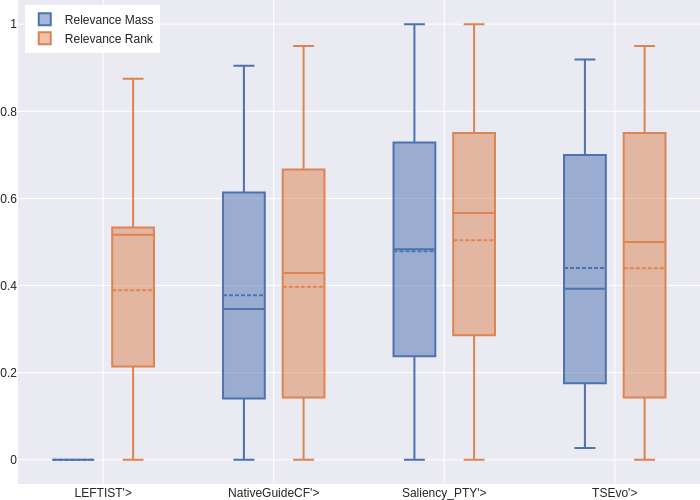 Relevance Mass
Relevance Rank
1
0.8
0.6
0.4
0.2
0
LEFTIST'>
NativeGuideCF'>
Saliency_PTY'>
TSEvo'>